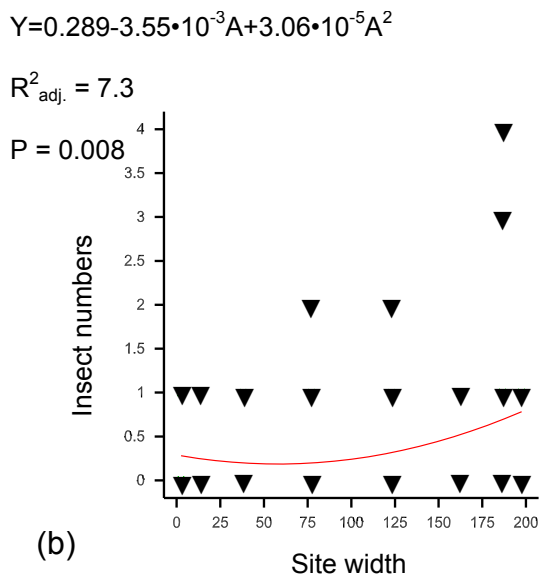 Y=0.289-3.55•10⁻³A+3.06•10⁻⁵A²
R²adj. = 7.3
P = 0.008
4
3.5
3
2.5
2
1.5
1
0.5
0
Insect numbers
0 25 50 75 100 125 150 175 200
(b)
Site width